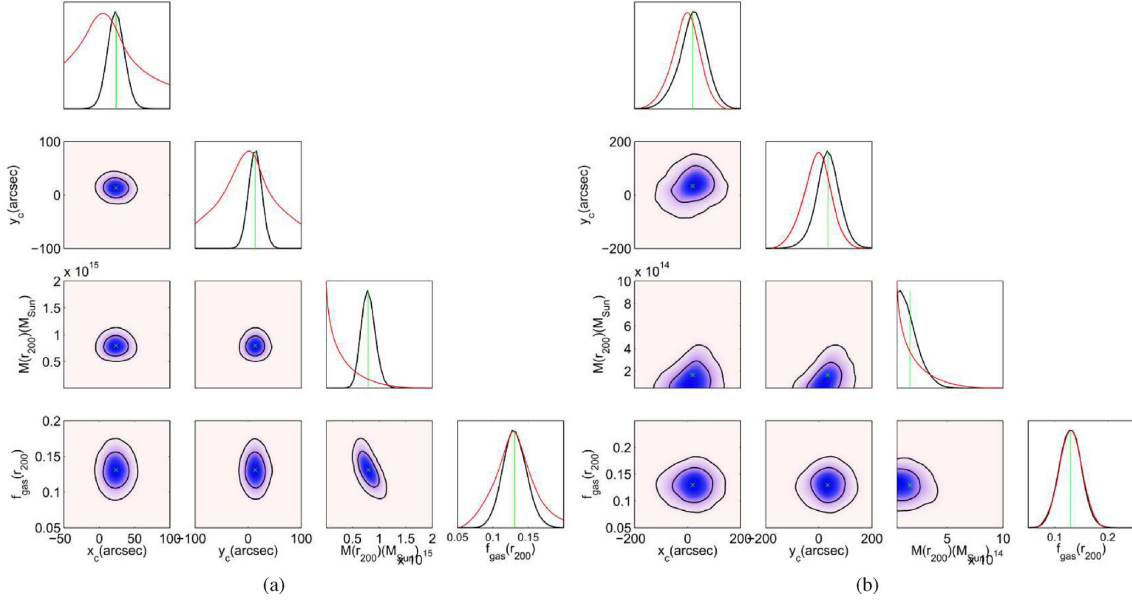 100
0
−100
y_c(arcsec)
200
0
−200
y_c(arcsec)
x 10^15
2
1.5
1
0.5
M(r_200)(M_Sun)
x 10^14
10
8
6
4
2
M(r_200)(M_Sun)
0.2
0.15
0.1
0.05
f_gas(r_200)
−50 0 50 100
x_c(arcsec)
−100 0 100
y_c(arcsec)
0.5 1 1.5 2
M(r_200)(M_Sun) x 10^15
0.05 0.1 0.15
f_gas(r_200)
0.2
0.15
0.1
0.05
f_gas(r_200)
−200 0 200
x_c(arcsec)
−200 0 200
y_c(arcsec)
5 10
M(r_200)(M_Sun) x 10^14
0.1 0.2
f_gas(r_200)
(a)
(b)